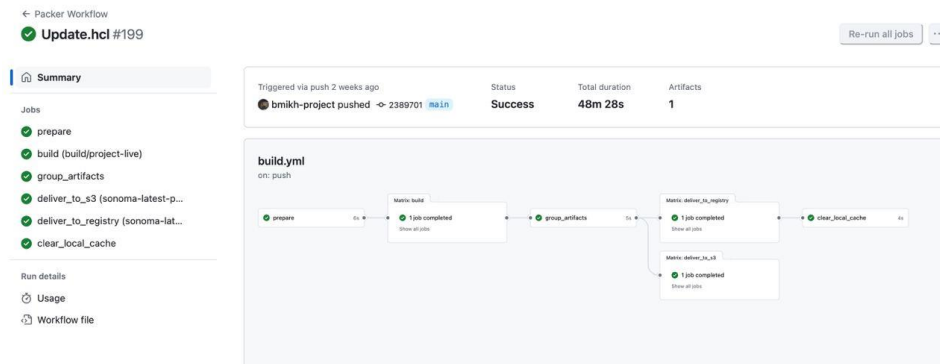 ← Packer Workflow
Update.hcl #199
Re-run all jobs
Summary
Jobs
prepare
build (build/project-live)
group_artifacts
deliver_to_s3 (sonoma-latest-p...
deliver_to_registry (sonoma-lat...
clear_local_cache
Run details
Usage
Workflow file
Triggered via push 2 weeks ago
bmikh-project pushed 2389701 main
Status
Success
Total duration
48m 28s
Artifacts
1
build.yml
on: push
prepare
Matrix: build
1 job completed
Show all jobs
group_artifacts
Matrix: deliver_to_registry
1 job completed
Show all jobs
Matrix: deliver_to_s3
1 job completed
Show all jobs
clear_local_cache